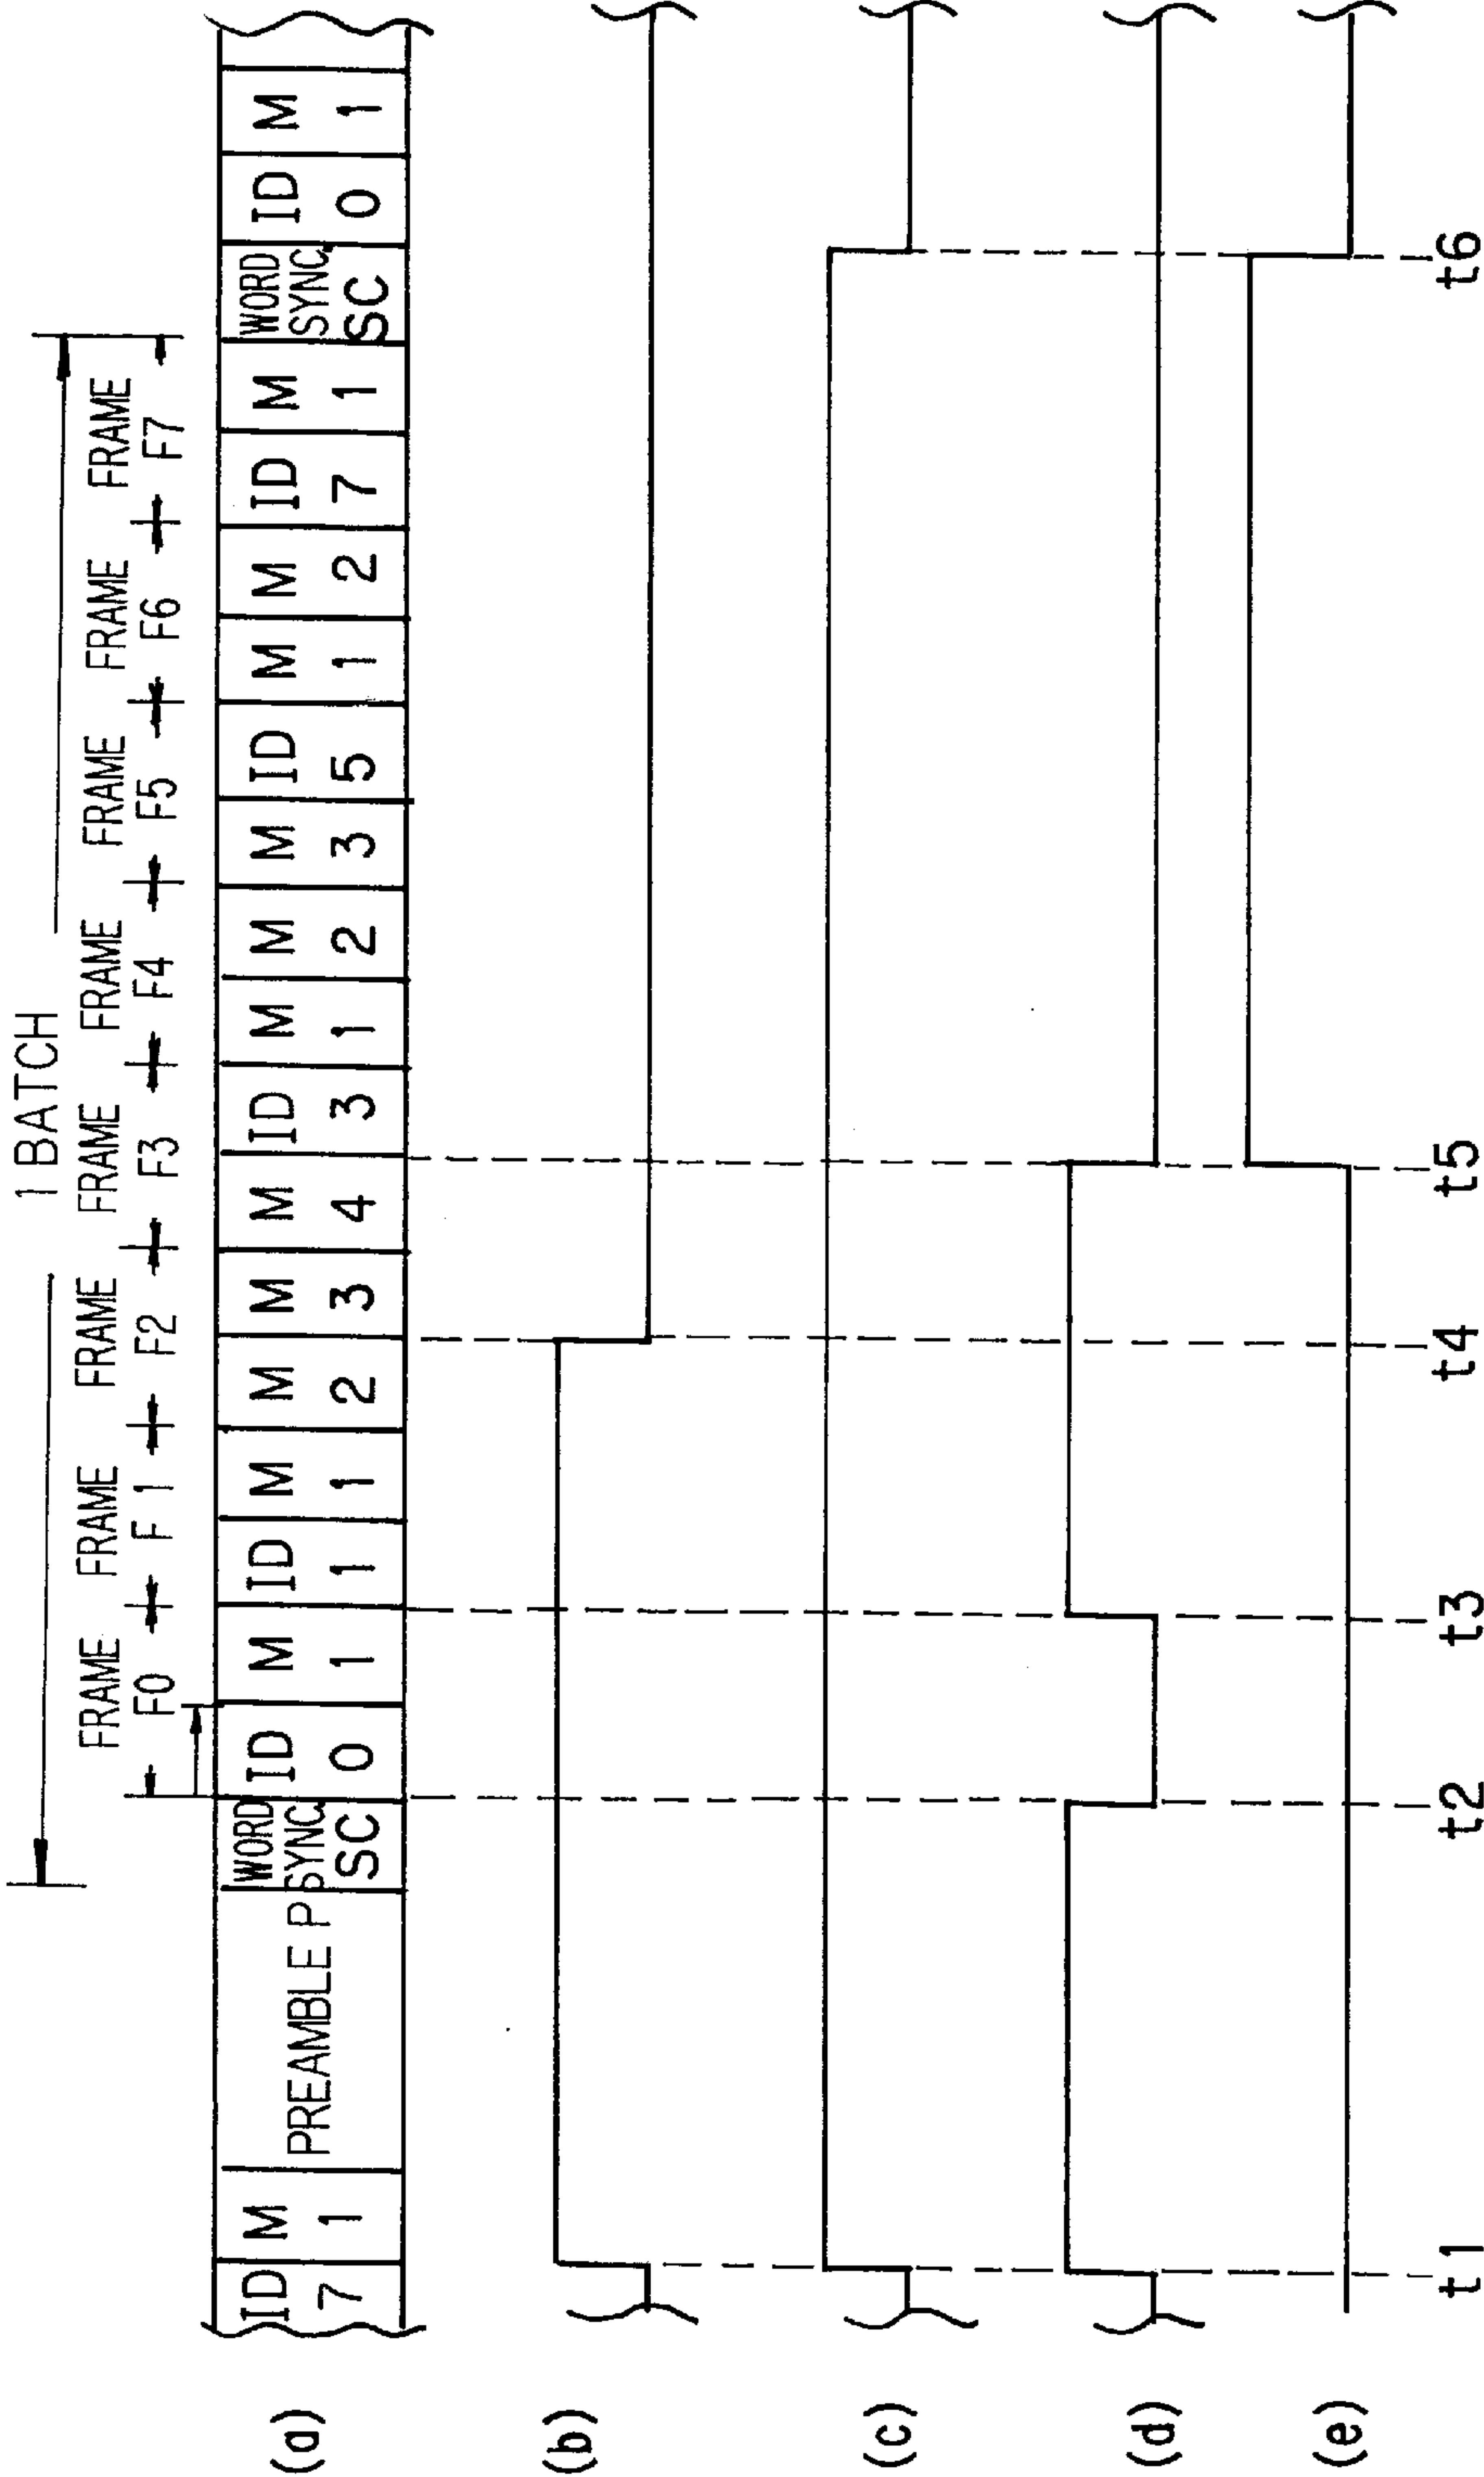 1 BATCH
FRAME FRAME FRAME FRAME FRAME FRAME FRAME FRAME
F0 F1 F2 F3 F4 F5 F6 F7
(a)
ID M PREAMBLE P WORD SYNC. ID M ID M M M M ID M M M ID M M ID M WORD SYNC. ID M
7 1 SC 0 1 1 1 2 3 4 3 1 2 3 5 1 2 7 1 SC 0 1
(b)
(c)
(d)
(e)
t1 t2 t3 t4 t5 t6